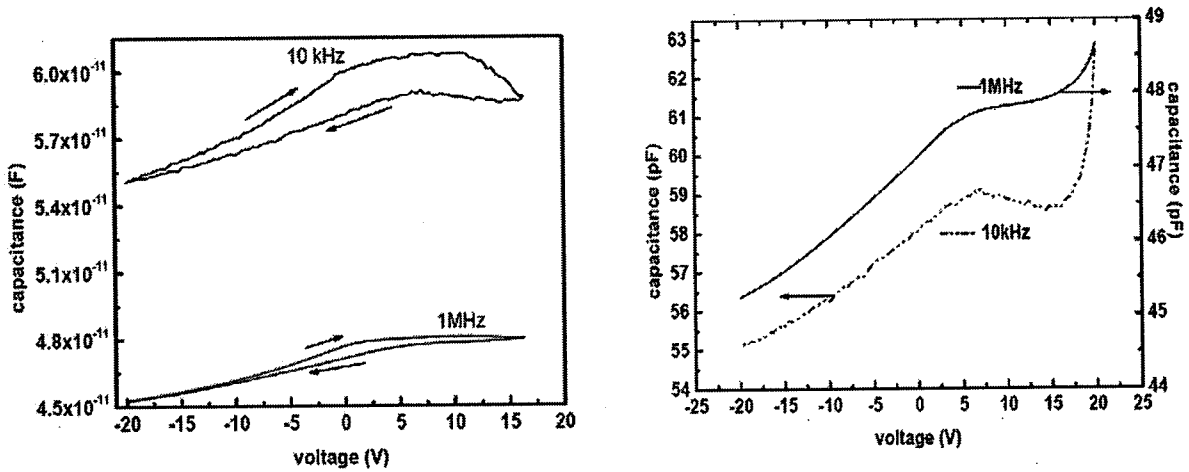 10 kHz
1MHz
6.0x10-11
5.7x10-11
5.4x10-11
5.1x10-11
4.8x10-11
4.5x10-11
capacitance (F)
-20 -15 -10 -5 0 5 10 15 20
voltage (V)
63
62
61
60
59
58
57
56
55
54
capacitance (pF)
1MHz
10kHz
49
48
47
46
45
44
capacitance
(pF)
-25 -20 -15 -10 -5 0 5 10 15 20 25
voltage (V)